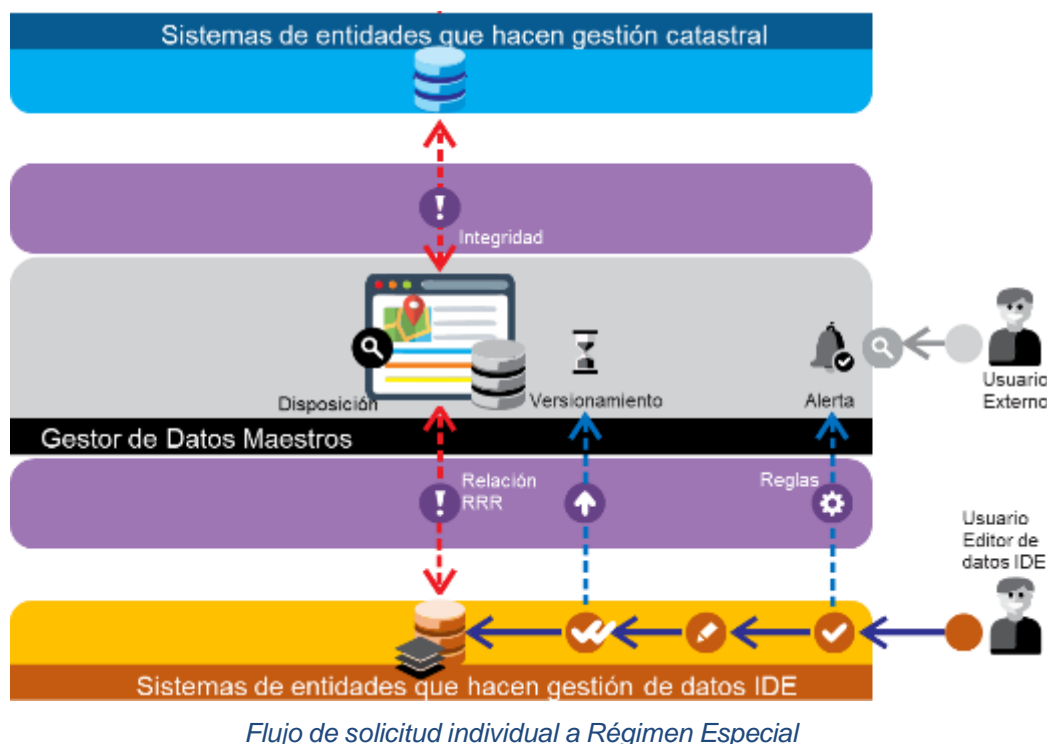 Sistemas de entidades que hacen gestión catastral
Integridad
Disposición
Versionamiento
Alerta
Usuario
Externo
Gestor de Datos Maestros
Relación
RRR
Reglas
Usuario
Editor de
datos IDE
Sistemas de entidades que hacen gestión de datos IDE
Flujo de solicitud individual a Régimen Especial